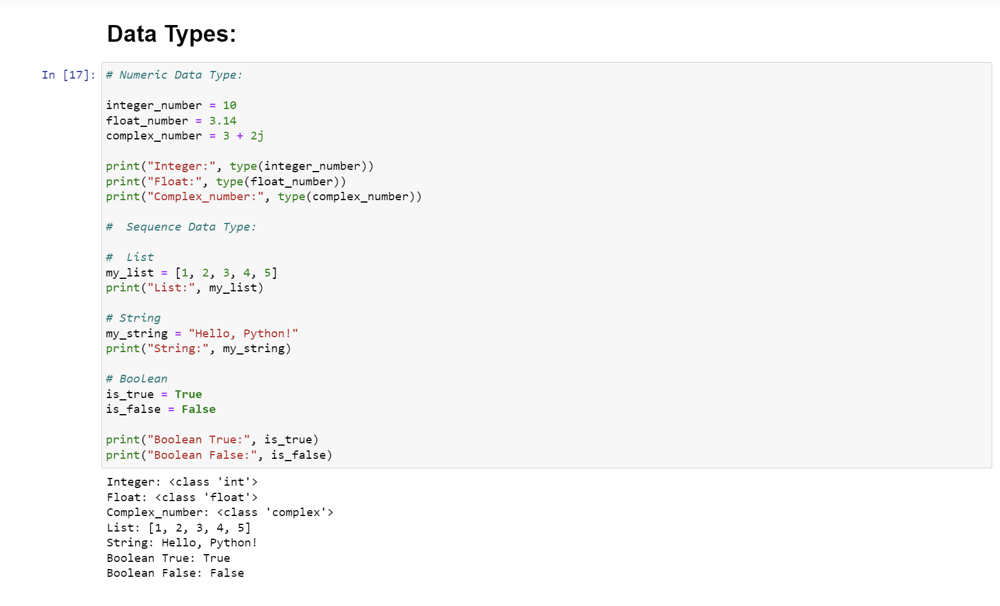 Data Types:
In [17]:
# Numeric Data Type:
integer_number = 10
float_number = 3.14
complex_number = 3 + 2j
print("Integer:", type(integer_number))
print("Float:", type(float_number))
print("Complex_number:", type(complex_number))
#  Sequence Data Type:
#  List
my_list = [1, 2, 3, 4, 5]
print("List:", my_list)
# String
my_string = "Hello, Python!"
print("String:", my_string)
# Boolean
is_true = True
is_false = False
print("Boolean True:", is_true)
print("Boolean False:", is_false)
Integer: <class 'int'>
Float: <class 'float'>
Complex_number: <class 'complex'>
List: [1, 2, 3, 4, 5]
String: Hello, Python!
Boolean True: True
Boolean False: False